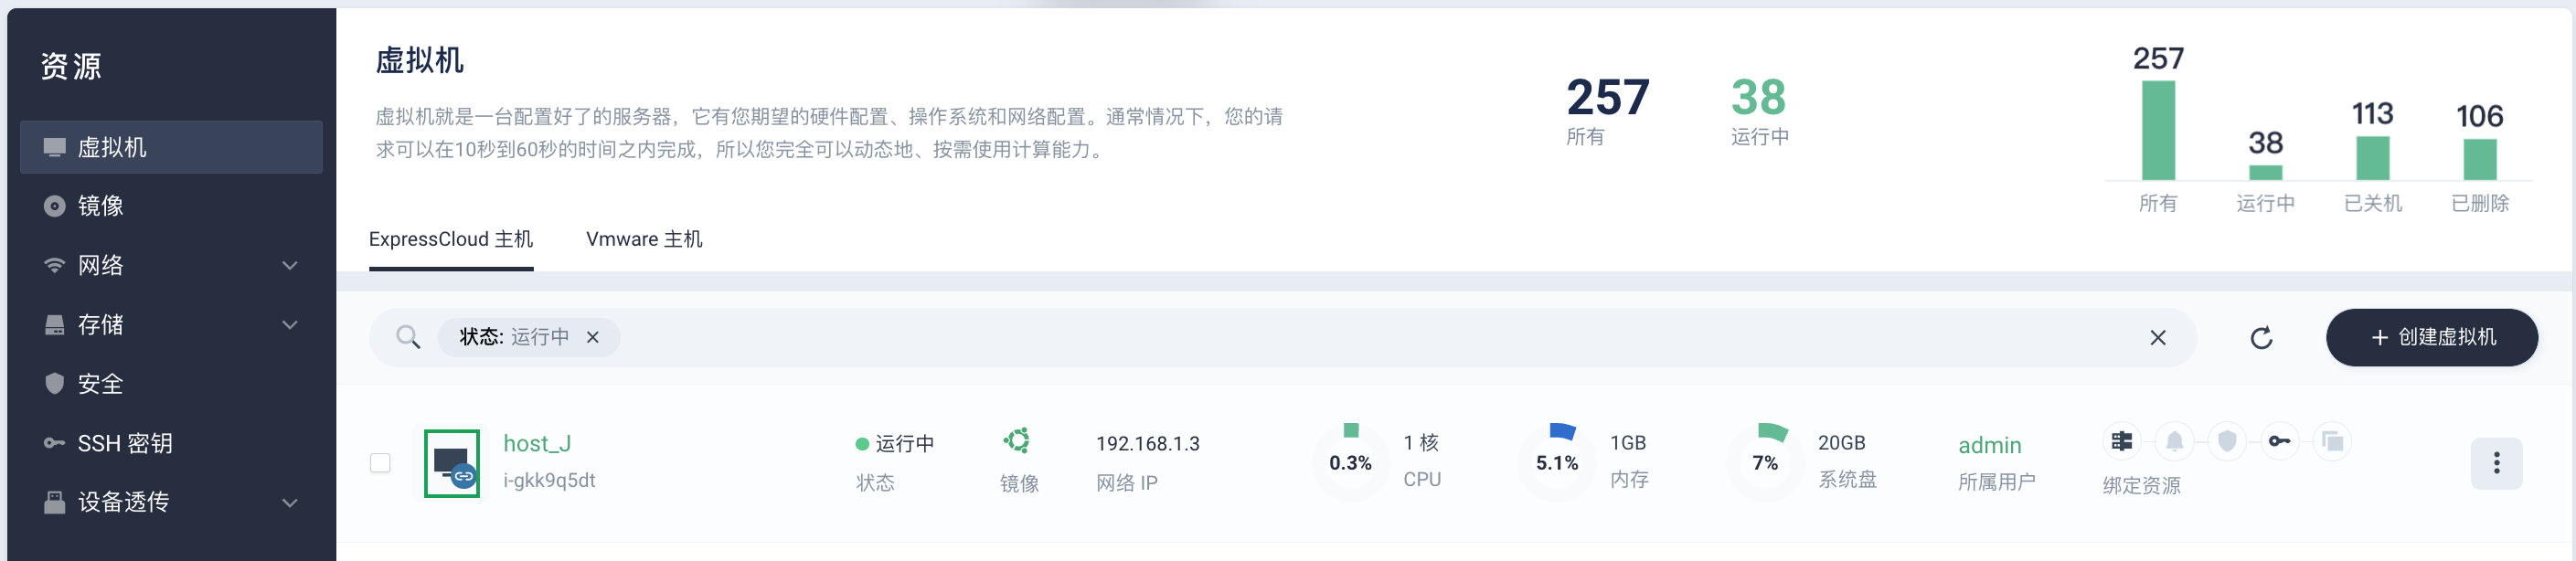 资源
虚拟机
镜像
网络
存储
安全
SSH 密钥
设备透传
虚拟机
虚拟机就是一台配置好了的服务器，它有您期望的硬件配置、操作系统和网络配置。通常情况下，您的请
求可以在10秒到60秒的时间之内完成，所以您完全可以动态地、按需使用计算能力。
257
所有
38
运行中
257
38
113
106
所有
运行中
已关机
已删除
ExpressCloud 主机
Vmware 主机
状态: 运行中
创建虚拟机
host_J
i-gkk9q5dt
运行中
状态
镜像
192.168.1.3
网络 IP
0.3%
1 核
CPU
5.1%
1GB
内存
7%
20GB
系统盘
admin
所属用户
绑定资源